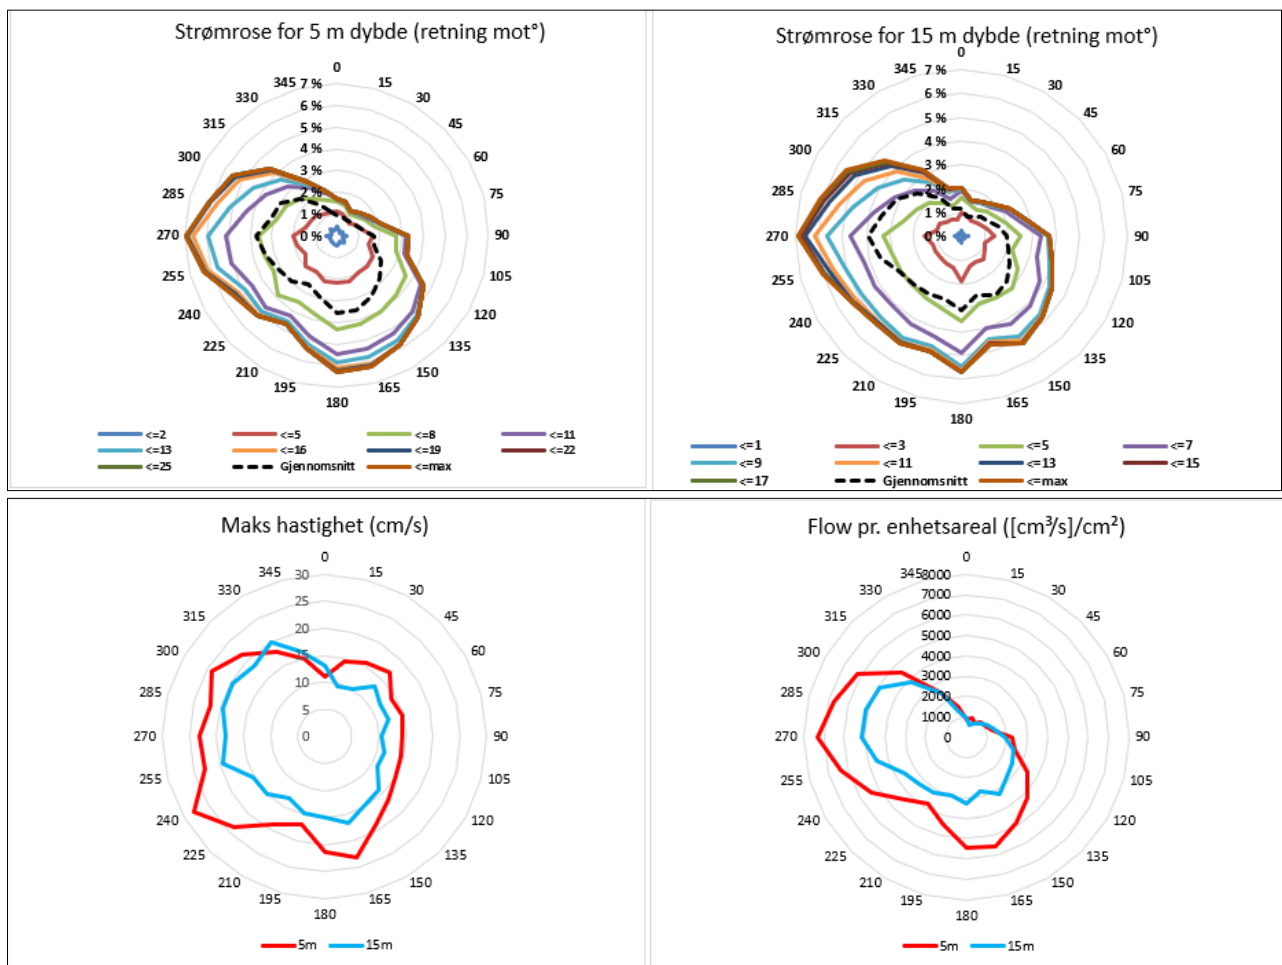 Strømrose for 5 m dybde (retning mot°)
0
345 15
7 %
330 30
6 %
315 5 % 45
4 %
300 60
3 %
2 %
285 75
1 %
270 0 % 90
255 105
240 120
225 135
210 150
195 165
180
<=2 <=5 <=8 <=11
<=13 <=16 <=19 <=22
<=25 Gjennomsnitt <=max
Strømrose for 15 m dybde (retning mot°)
0
345 7 % 15
330 6 % 30
315 5 % 45
4 %
300 60
3 %
285 2 % 75
1 %
270 0 % 90
255 105
240 120
225 135
210 150
195 165
180
<=1 <=3 <=5 <=7
<=9 <=11 <=13 <=15
<=17 Gjennomsnitt <=max
Maks hastighet (cm/s)
0
345 30 15
330 25 30
315 20 45
300 15 60
285 10 75
5
270 0 90
255 105
240 120
225 135
210 150
195 165
180
5m 15m
Flow pr. enhetsareal ([cm³/s]/cm²)
0
345 8000 15
330 7000 30
6000
315 5000 45
4000
300 60
3000
285 2000 75
1000
270 0 90
255 105
240 120
225 135
210 150
195 165
180
5m 15m